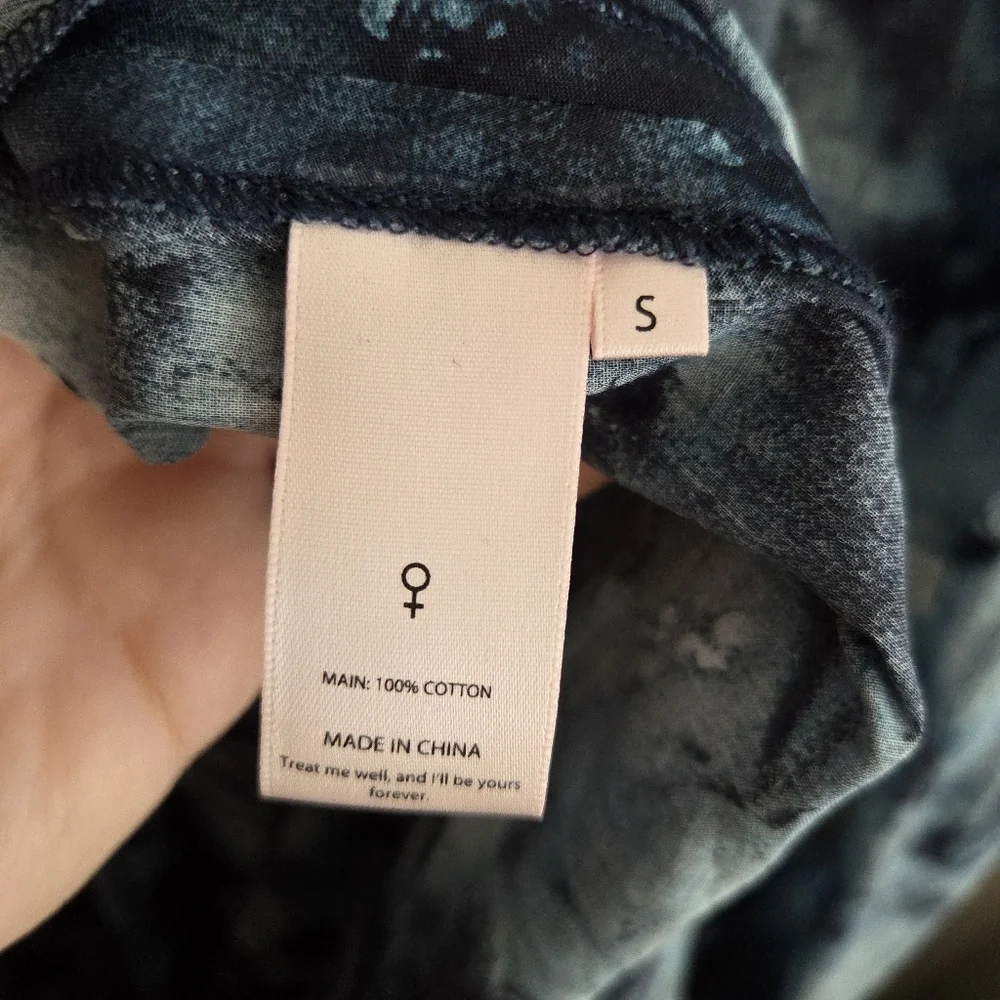 S
MAIN: 100% COTTON
MADE IN CHINA
Treat me well, and I'll be yours
forever.